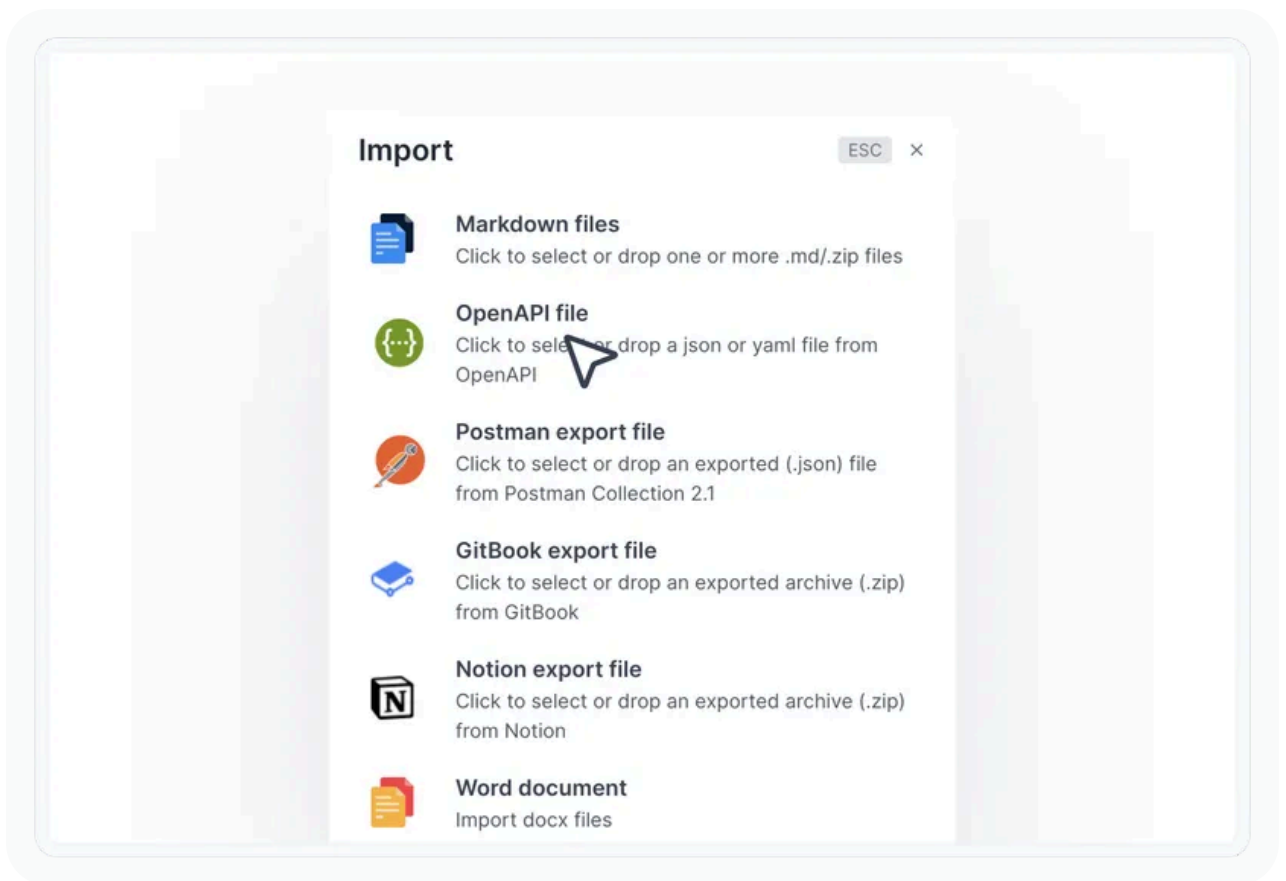 Import
ESC
Markdown files
Click to select or drop one or more .md/.zip files
OpenAPI file
Click to select or drop a json or yaml file from
OpenAPI
Postman export file
Click to select or drop an exported (.json) file
from Postman Collection 2.1
GitBook export file
Click to select or drop an exported archive (.zip)
from GitBook
N
Notion export file
Click to select or drop an exported archive (.zip)
from Notion
Word document
Import docx files